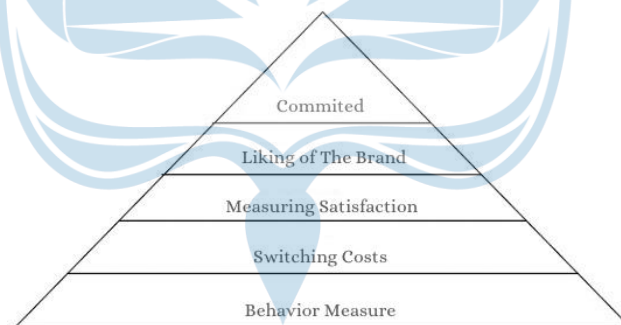 Commited
Liking of The Brand
Measuring Satisfaction
Switching Costs
Behavior Measure